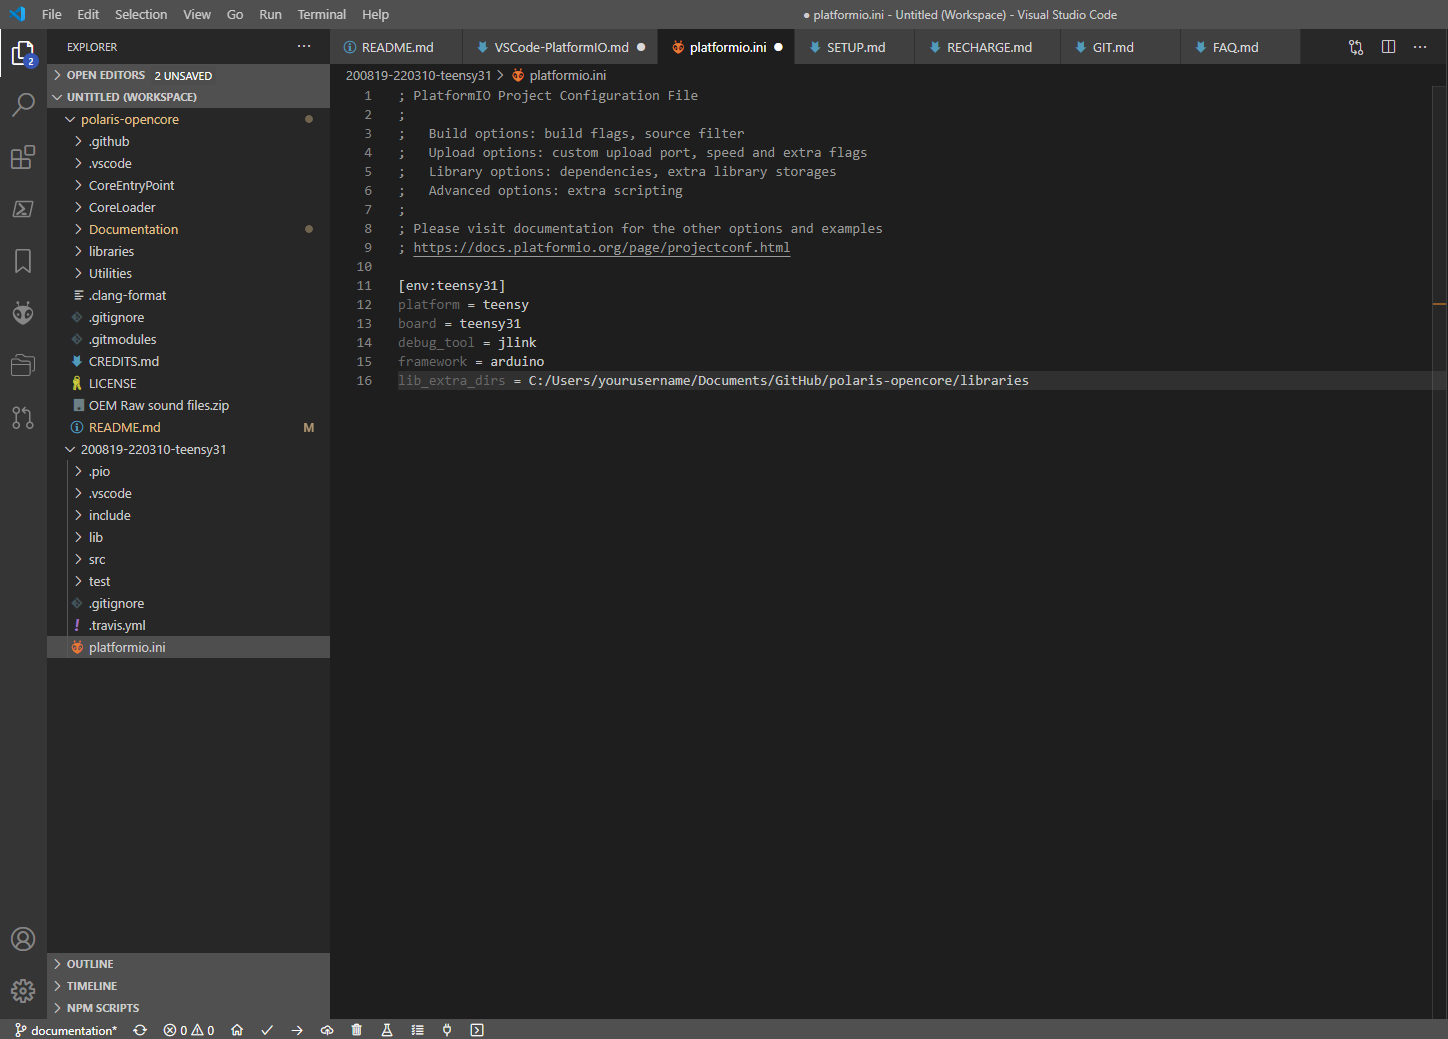 File Edit Selection View Go Run Terminal Help
● platformio.ini - Untitled (Workspace) - Visual Studio Code
EXPLORER
README.md
VSCode-PlatformIO.md
platformio.ini
SETUP.md
RECHARGE.md
GIT.md
FAQ.md
2
OPEN EDITORS 2 UNSAVED
UNTITLED (WORKSPACE)
polaris-opencore
.github
.vscode
CoreEntryPoint
CoreLoader
Documentation
libraries
Utilities
.clang-format
.gitignore
.gitmodules
CREDITS.md
LICENSE
OEM Raw sound files.zip
README.md M
200819-220310-teensy31
.pio
.vscode
include
lib
src
test
.gitignore
.travis.yml
platformio.ini
OUTLINE
TIMELINE
NPM SCRIPTS
200819-220310-teensy31 > platformio.ini
1 ; PlatformIO Project Configuration File
2 ;
3 ;   Build options: build flags, source filter
4 ;   Upload options: custom upload port, speed and extra flags
5 ;   Library options: dependencies, extra library storages
6 ;   Advanced options: extra scripting
7 ;
8 ; Please visit documentation for the other options and examples
9 ; https://docs.platformio.org/page/projectconf.html
10
11 [env:teensy31]
12 platform = teensy
13 board = teensy31
14 debug_tool = jlink
15 framework = arduino
16 lib_extra_dirs = C:/Users/yourusername/Documents/GitHub/polaris-opencore/libraries
documentation* 0 0